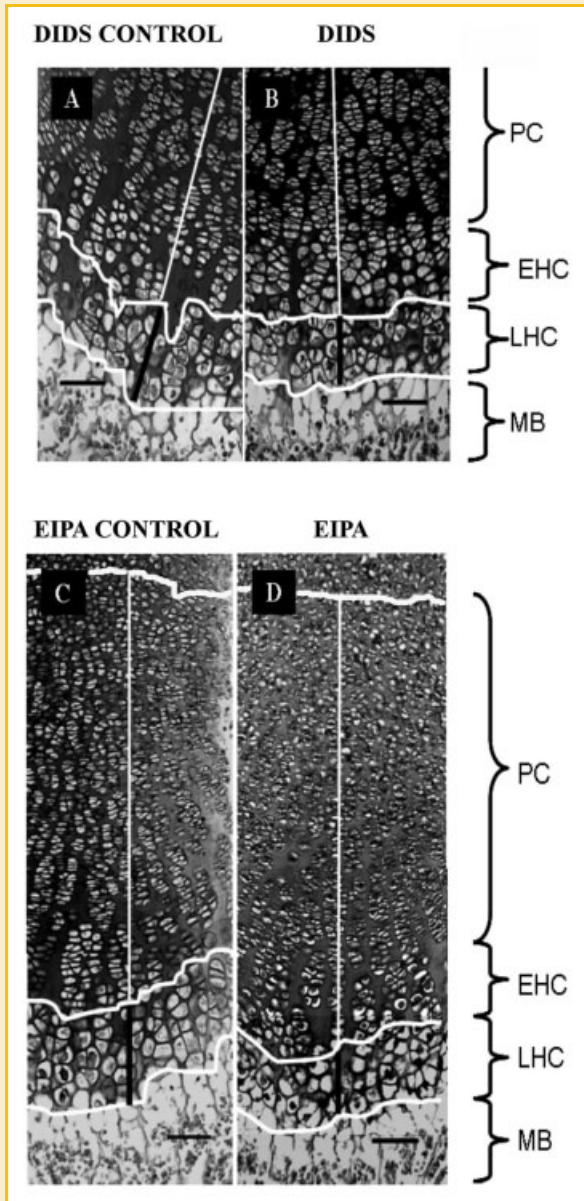 DIDS CONTROL DIDS
A B
PC
EHC
LHC
MB
EIPA CONTROL EIPA
C D
PC
EHC
LHC
MB